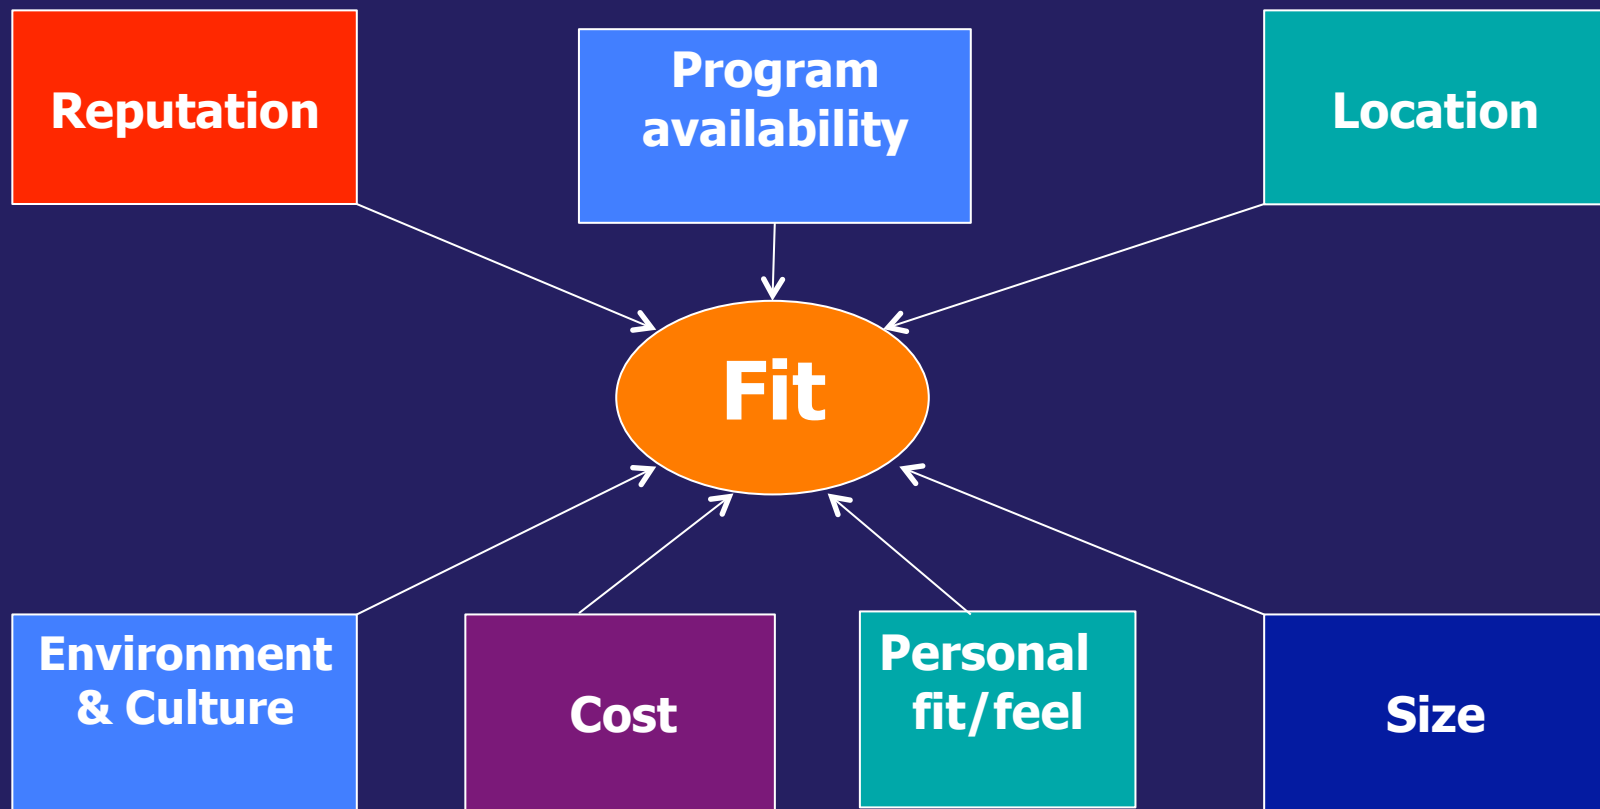 Reputation
Program
availability
Location
Fit
Environment
& Culture
Cost
Personal
fit/feel
Size